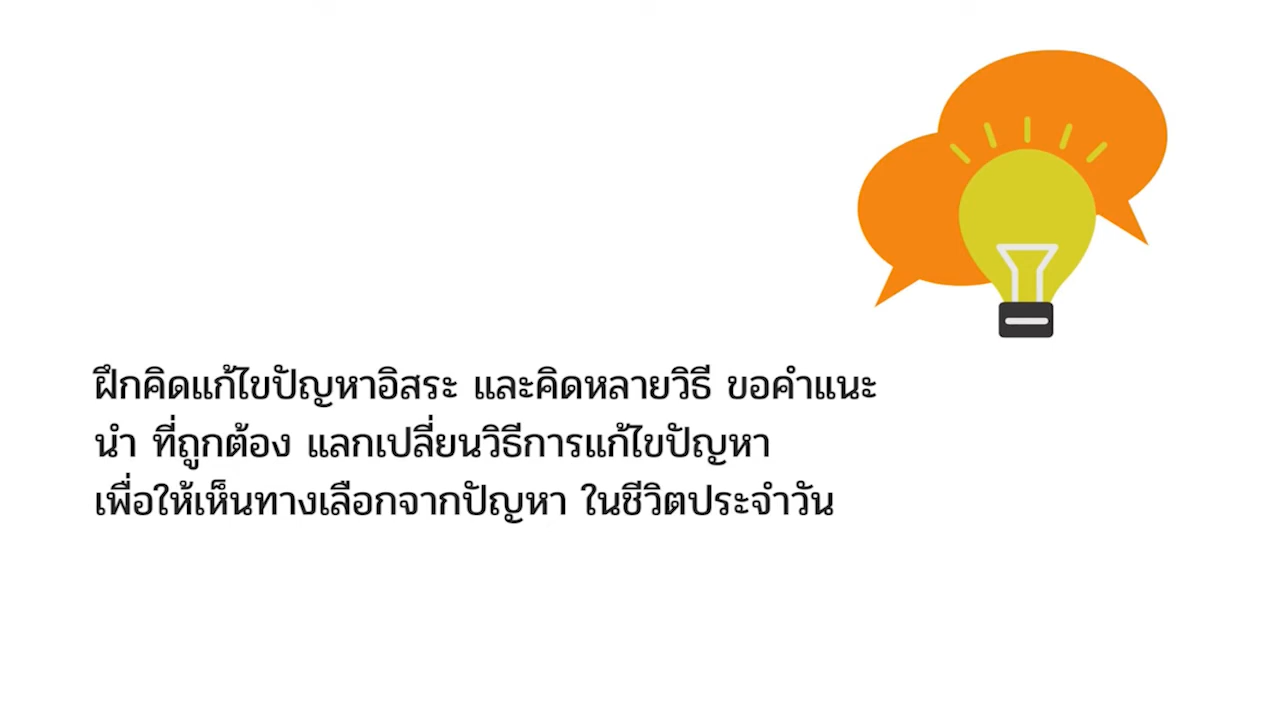 ฝึกคิดแก้ไขปัญหาอิสระ และคิดหลายวิธี ขอคำแนะ
นำ ที่ถูกต้อง แลกเปลี่ยนวิธีการแก้ไขปัญหา
เพื่อให้เห็นทางเลือกจากปัญหา ในชีวิตประจำวัน